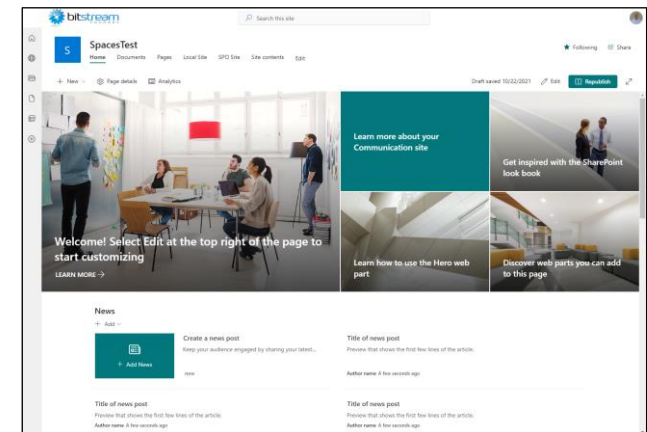 bitstream
Search this site
S
SpacesTest
Following
Share
Home Documents Pages Local Site SPO Site Site contents Edit
+ New Page details Analytics
Draft saved 10/22/2021 Edit Republish
Learn more about your
Communication site
Get inspired with the SharePoint
look book
Welcome! Select Edit at the top right of the page to
start customizing
LEARN MORE →
Learn how to use the Hero web
part
Discover web parts you can add
to this page
News
+ Add
+ Add News
Create a news post
Keep your audience engaged by sharing your latest...
now
Title of news post
Preview that shows the first few lines of the article.
Author name A few seconds ago
Title of news post
Preview that shows the first few lines of the article.
Author name A few seconds ago
Title of news post
Preview that shows the first few lines of the article.
Author name A few seconds ago